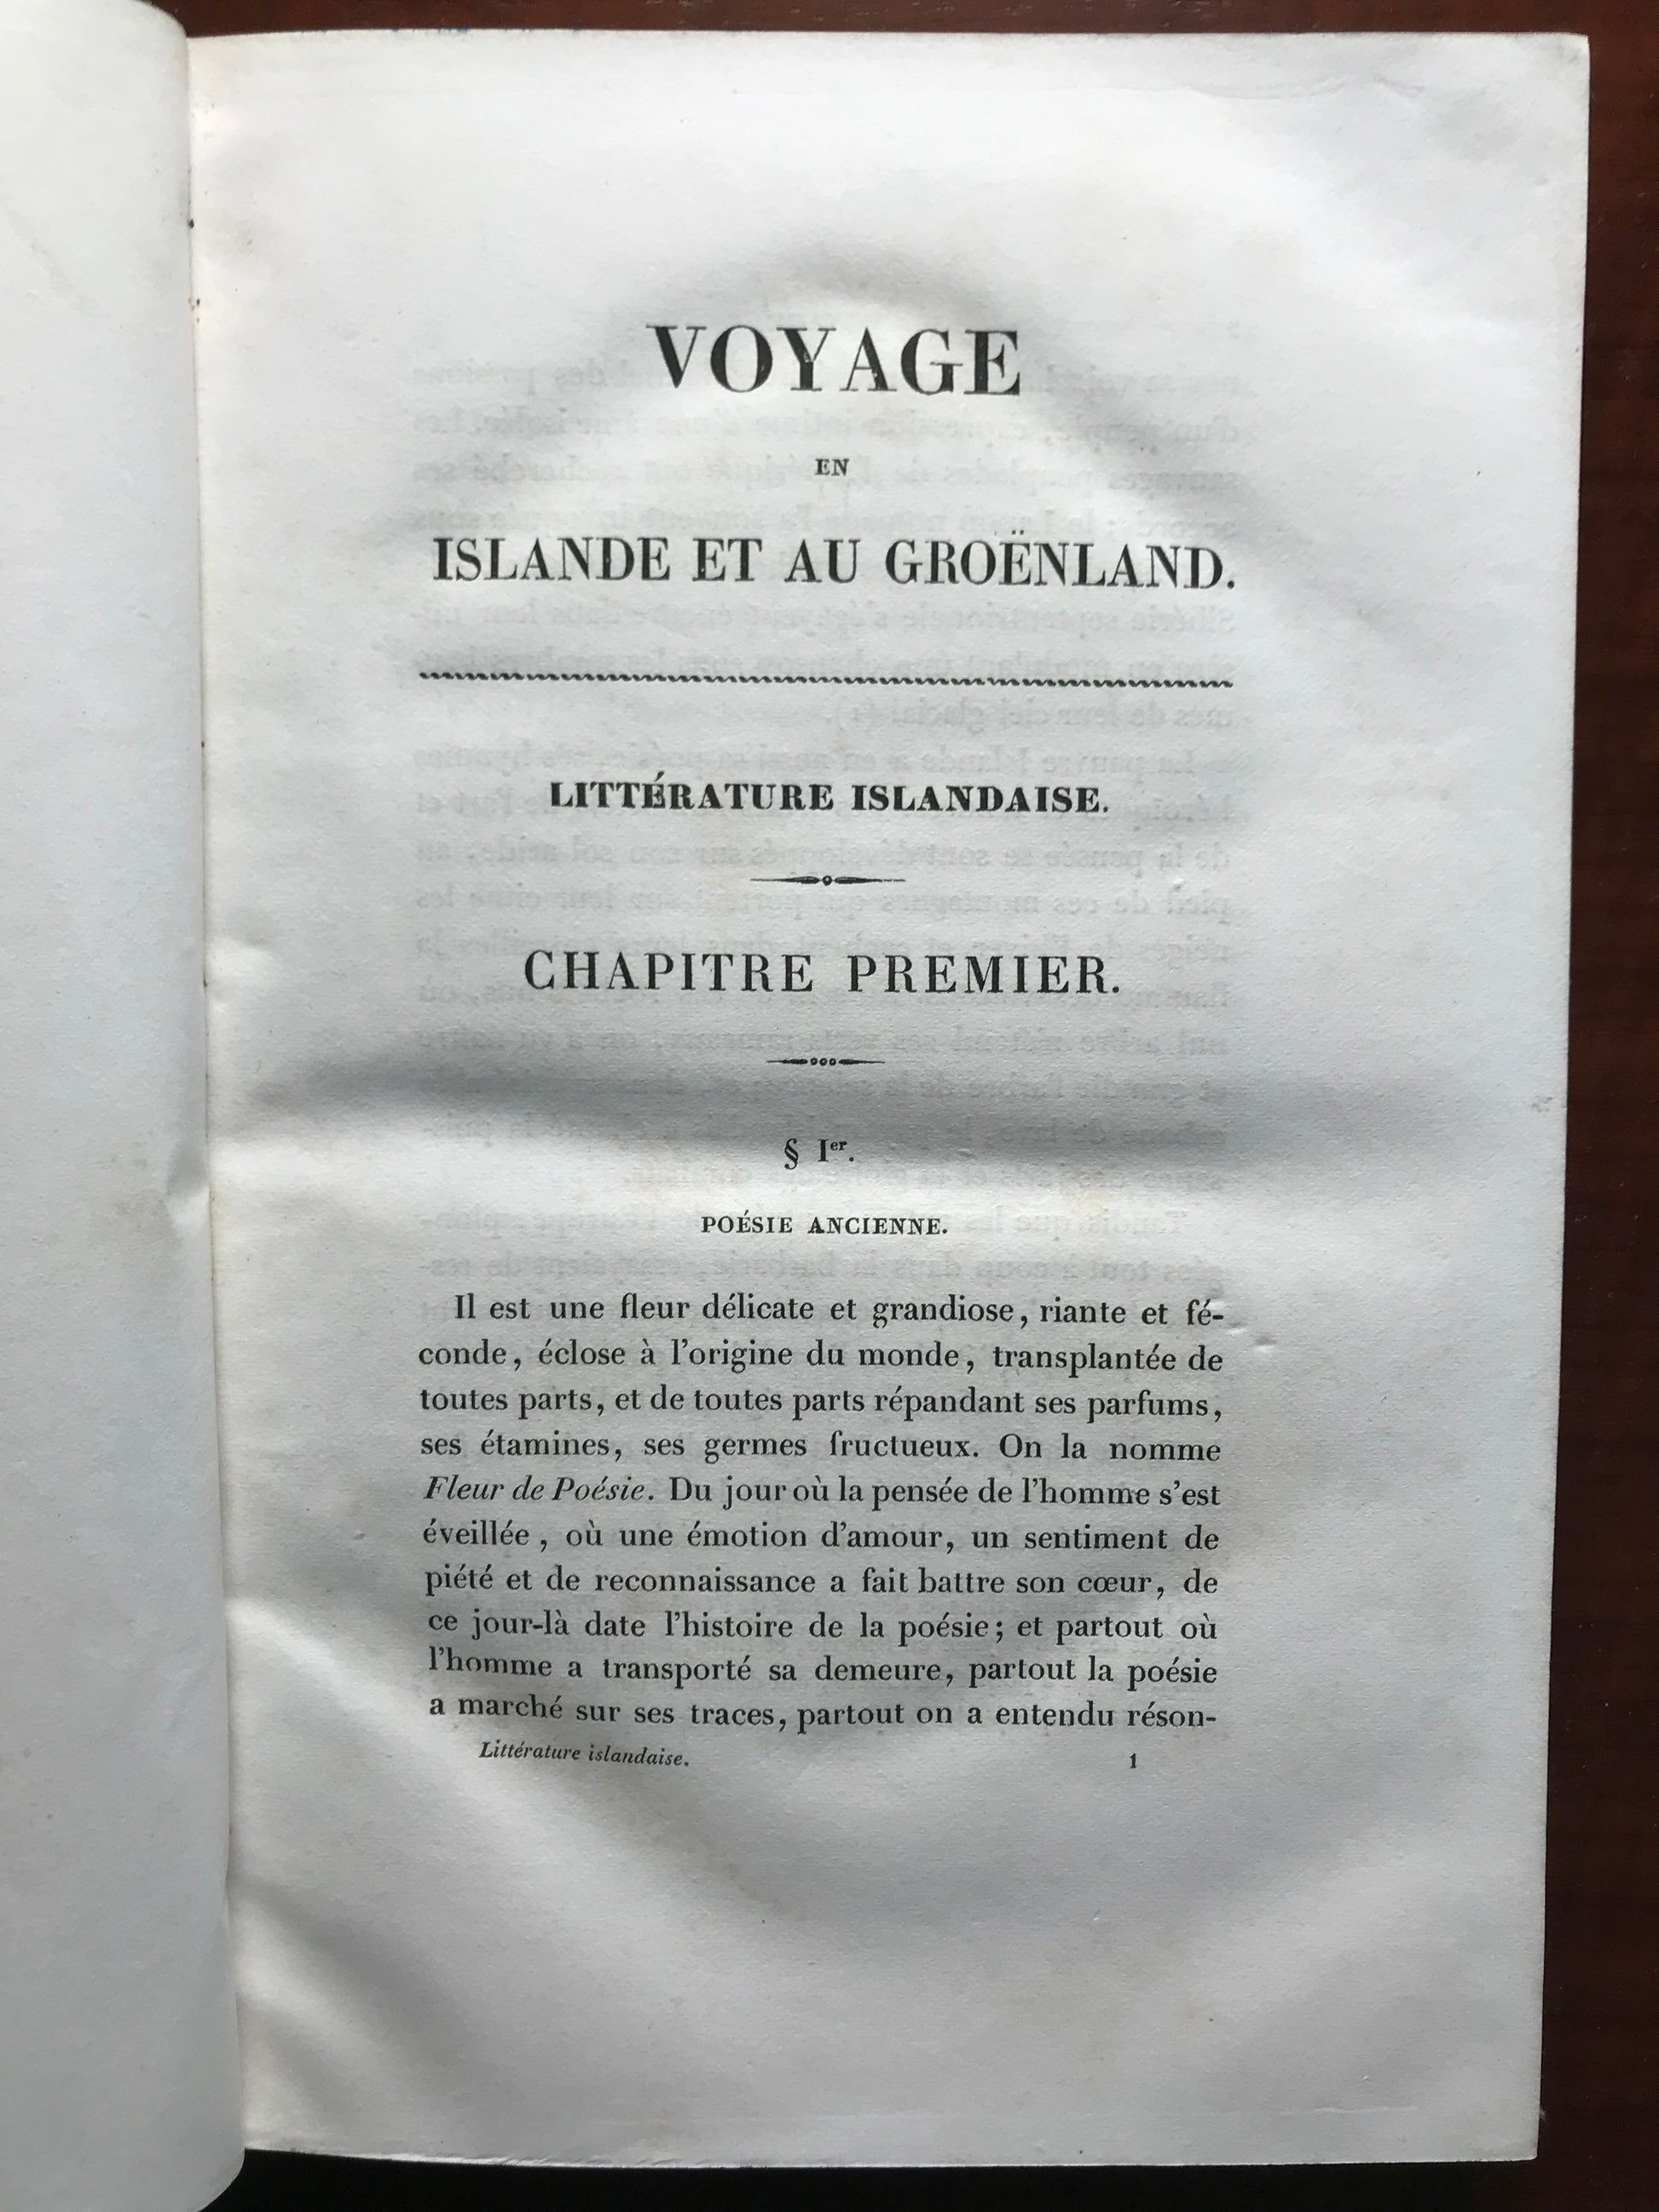 VOYAGE
EN
ISLANDE ET AU GROËNLAND.
LITTÉRATURE ISLANDAISE.
CHAPITRE PREMIER.
§ Ier.
POÉSIE ANCIENNE.
Il est une fleur délicate et grandiose, riante et fé-
conde, éclose à l'origine du monde, transplantée de
toutes parts, et de toutes parts répandant ses parfums,
ses étamines, ses germes fructueux. On la nomme
Fleur de Poésie. Du jour où la pensée de l'homme s'est
éveillée, où une émotion d'amour, un sentiment de
piété et de reconnaissance a fait battre son cœur, de
ce jour-là date l'histoire de la poésie; et partout où
l'homme a transporté sa demeure, partout la poésie
a marché sur ses traces, partout on a entendu réson-
Littérature islandaise. 1